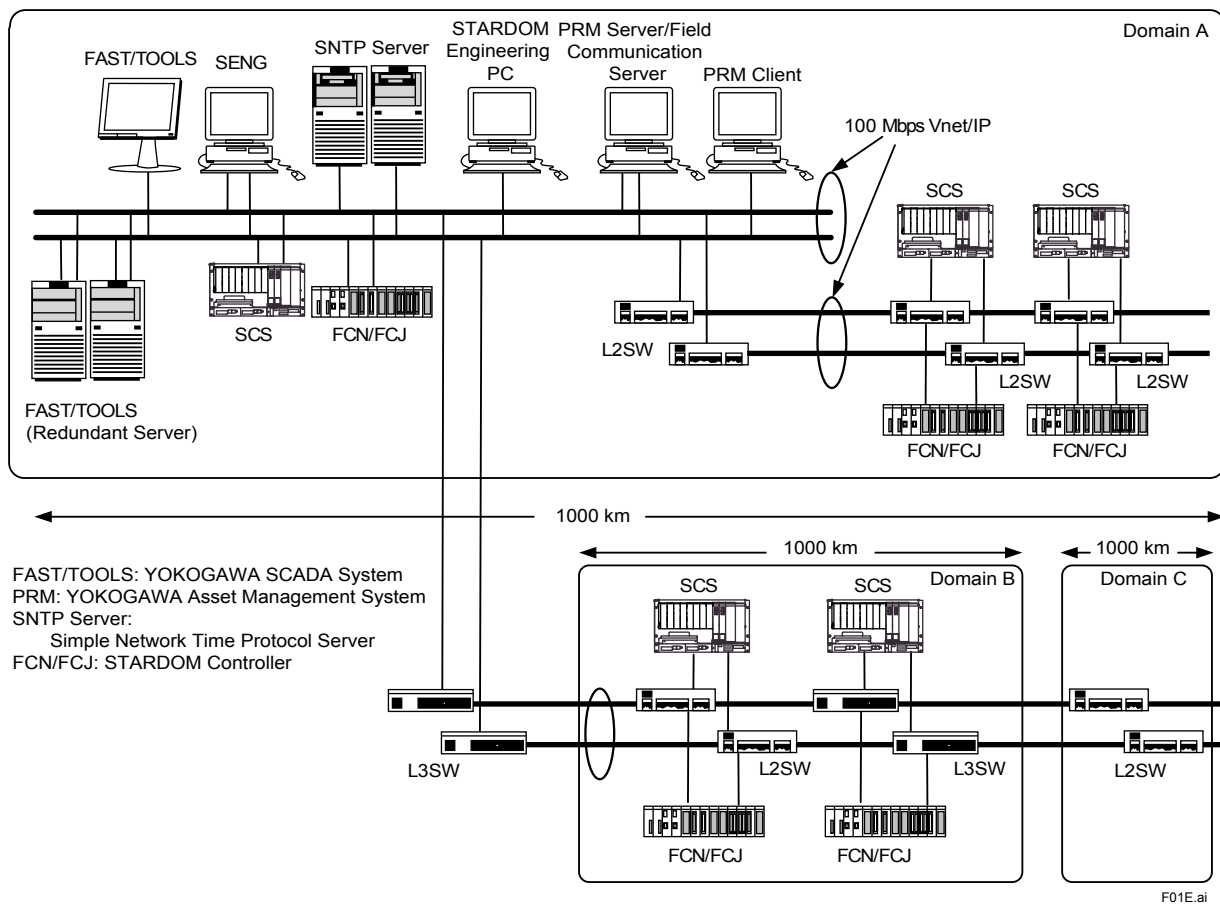 Domain A
FAST/TOOLS
SENG
SNTP Server
STARDOM
Engineering
PC
PRM Server/Field
Communication
Server
PRM Client
100 Mbps Vnet/IP
SCS
SCS
SCS
FCN/FCJ
L2SW
L2SW
L2SW
FAST/TOOLS
(Redundant Server)
FCN/FCJ
FCN/FCJ
1000 km
1000 km
1000 km
FAST/TOOLS: YOKOGAWA SCADA System
PRM: YOKOGAWA Asset Management System
SNTP Server:
Simple Network Time Protocol Server
FCN/FCJ: STARDOM Controller
SCS
SCS
Domain B
Domain C
L3SW
L2SW
L3SW
L2SW
FCN/FCJ
FCN/FCJ
F01E.ai